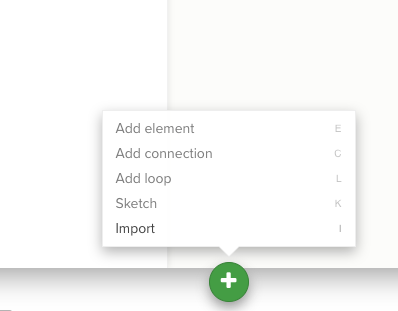 Add element E
Add connection C
Add loop L
Sketch K
Import I